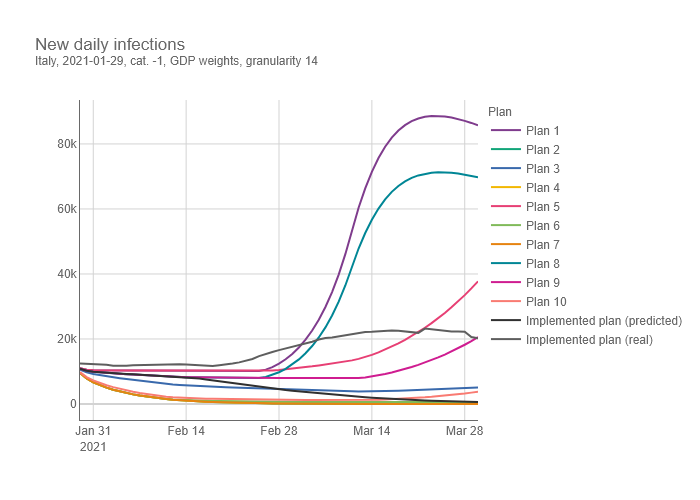 New daily infections
Italy, 2021-01-29, cat. -1, GDP weights, granularity 14
Plan
Plan 1
Plan 2
Plan 3
Plan 4
Plan 5
Plan 6
Plan 7
Plan 8
Plan 9
Plan 10
Implemented plan (predicted)
Implemented plan (real)
80k
60k
40k
20k
0
Jan 31 Feb 14 Feb 28 Mar 14 Mar 28
2021